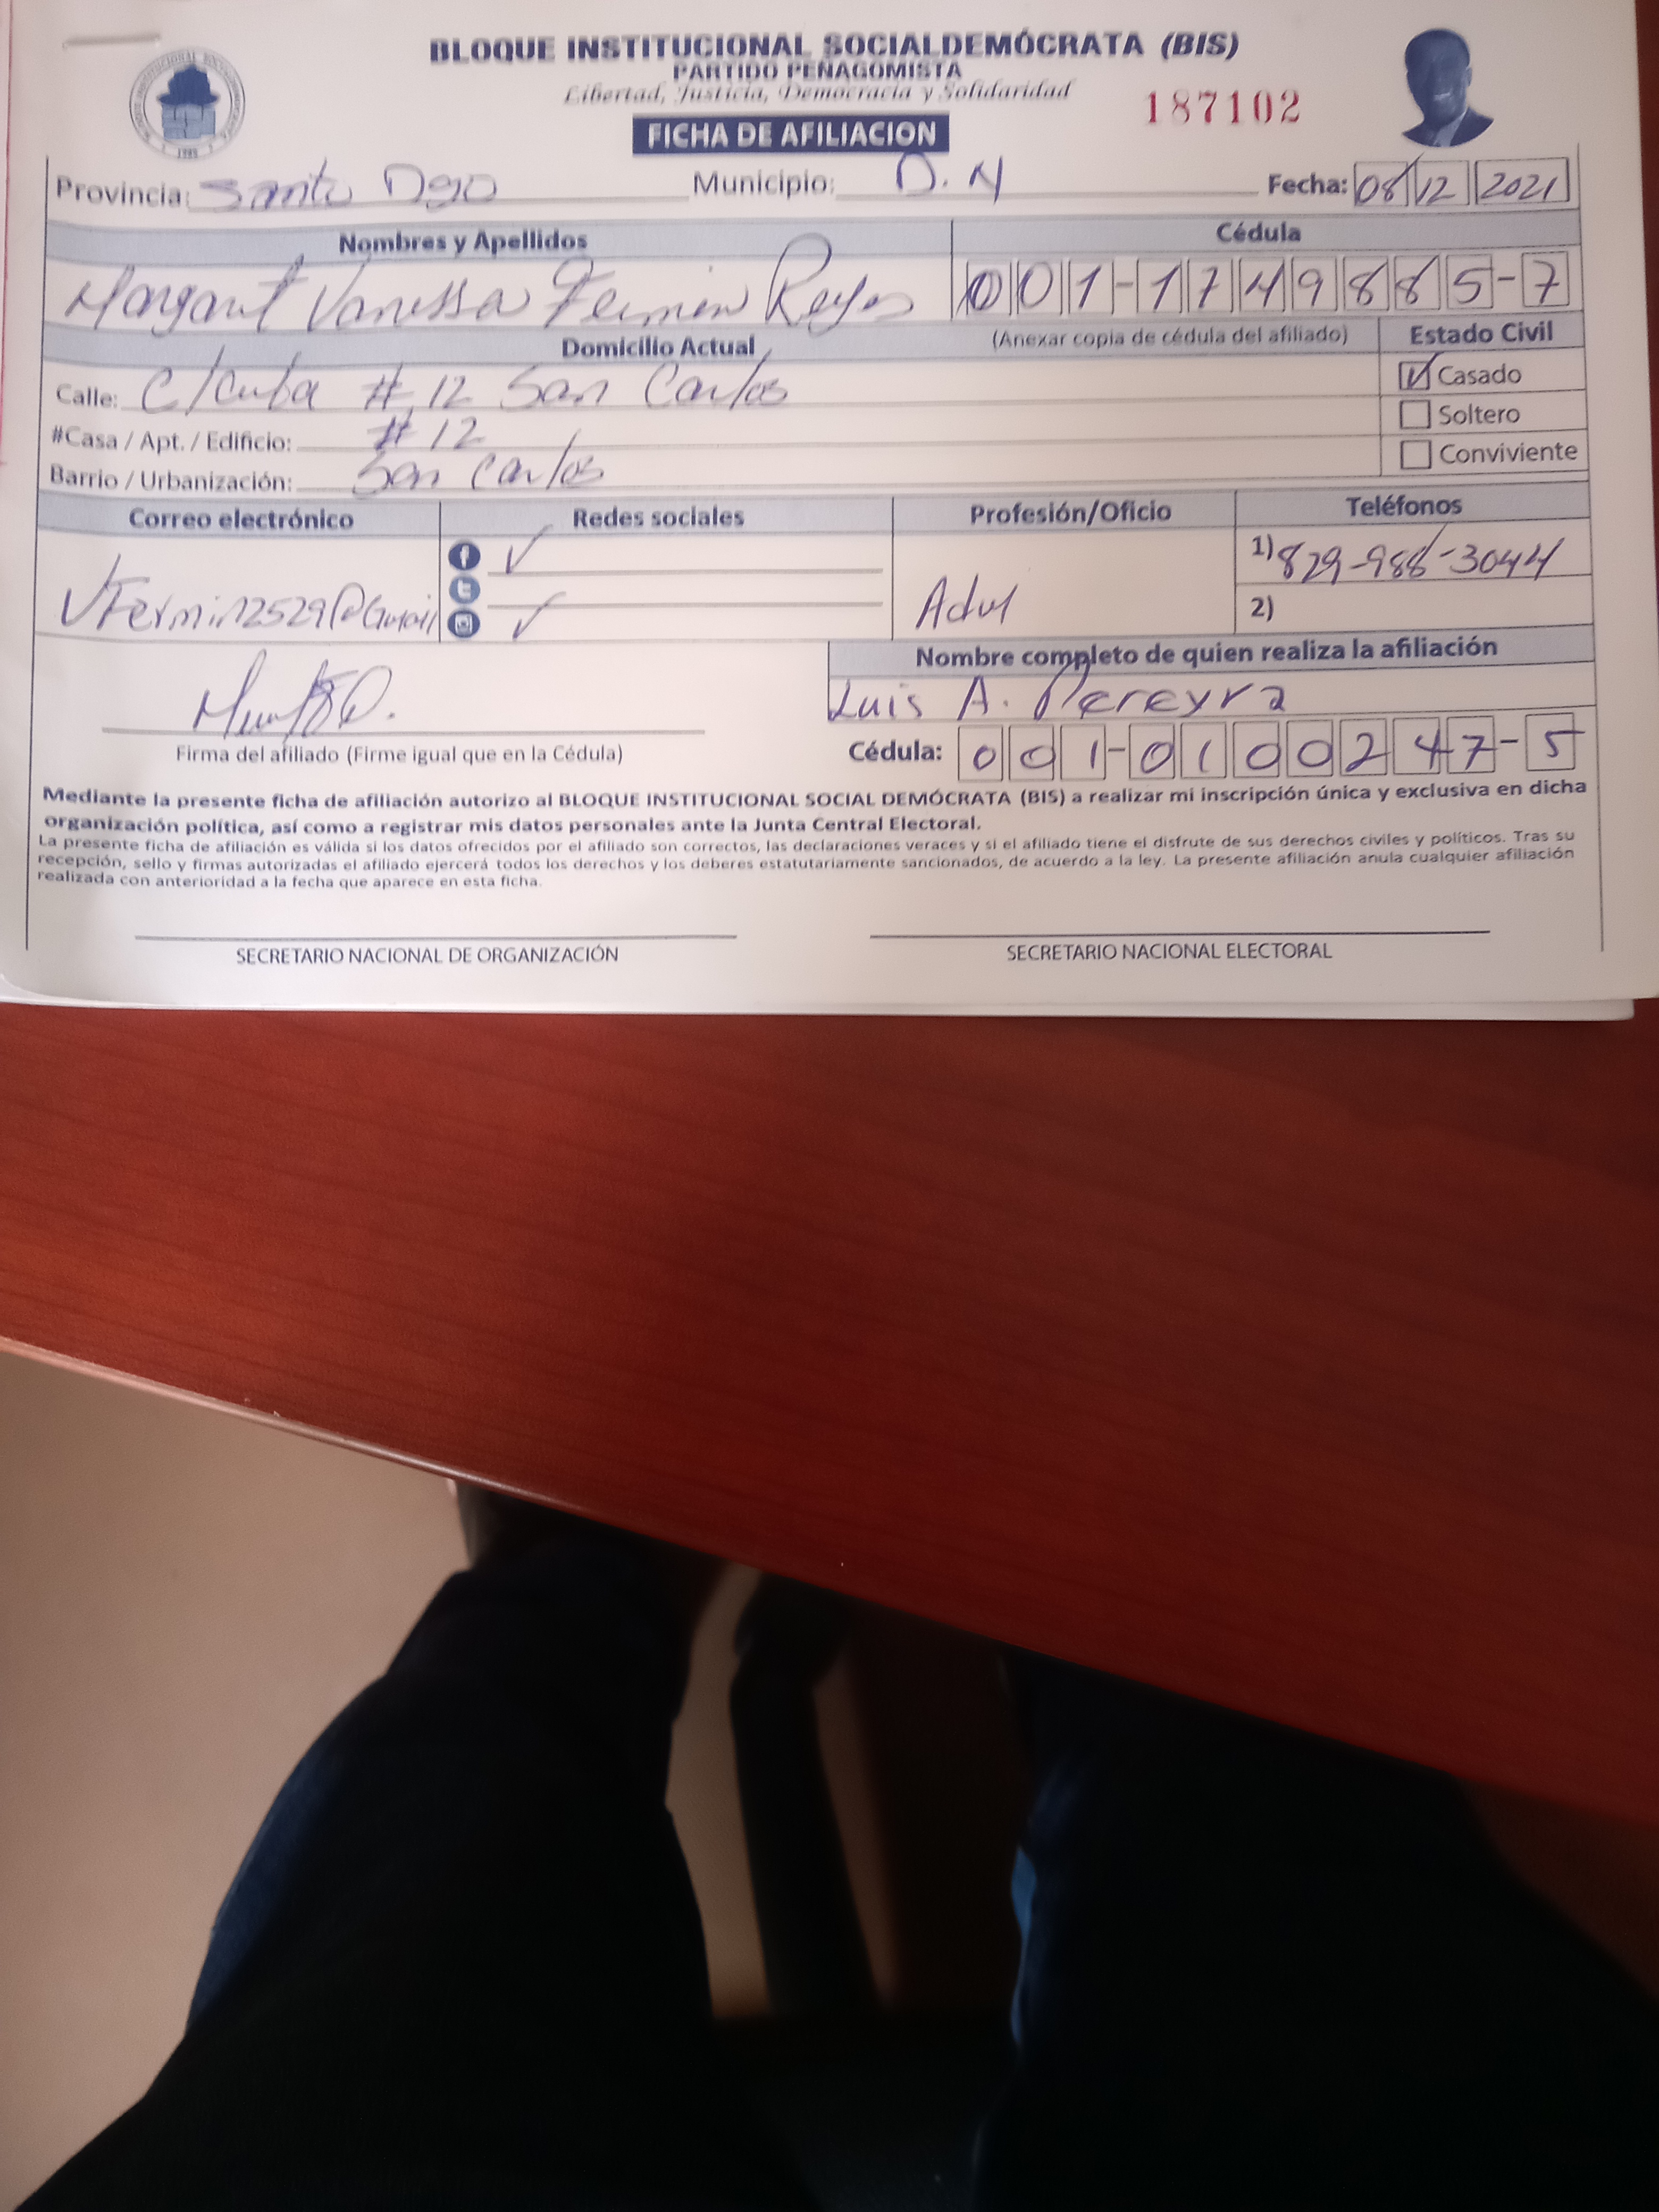 BLOQUE INSTITUCIONAL SOCIALDEMÓCRATA (BIS)
PARTIDO PEÑAGOMISTA
Libertad, Justicia, Democracia y Solidaridad
187102
FICHA DE AFILIACION
Provincia: Santo Dgo Municipio: D. N Fecha: 08/12 2021
Nombres y Apellidos Cédula
Vanessa Fermin Reyes 001-1749885-7
Domicilio Actual (Anexar copia de cédula del afiliado) Estado Civil
Calle: C/Cuba #12 San Carlos Casado
#Casa / Apt. / Edificio: #12 Soltero
Barrio / Urbanización: San Carlos Conviviente
Correo electrónico Redes sociales Profesión/Oficio Teléfonos
1) 829-988-3044
VFermin2529@Gmail
2)
Nombre completo de quien realiza la afiliación
Luis A. Pereyra
Firma del afiliado (Firme igual que en la Cédula) Cédula: 001-0100247-5
Mediante la presente ficha de afiliación autorizo al BLOQUE INSTITUCIONAL SOCIAL DEMÓCRATA (BIS) a realizar mi inscripción única y exclusiva en dicha
organización política, así como a registrar mis datos personales ante la Junta Central Electoral.
La presente ficha de afiliación es válida si los datos ofrecidos por el afiliado son correctos, las declaraciones veraces y si el afiliado tiene el disfrute de sus derechos civiles y políticos. Tras su
recepción, sello y firmas autorizadas el afiliado ejercerá todos los derechos y los deberes estatutariamente sancionados, de acuerdo a la ley. La presente afiliación anula cualquier afiliación
realizada con anterioridad a la fecha que aparece en esta ficha.
SECRETARIO NACIONAL DE ORGANIZACIÓN SECRETARIO NACIONAL ELECTORAL